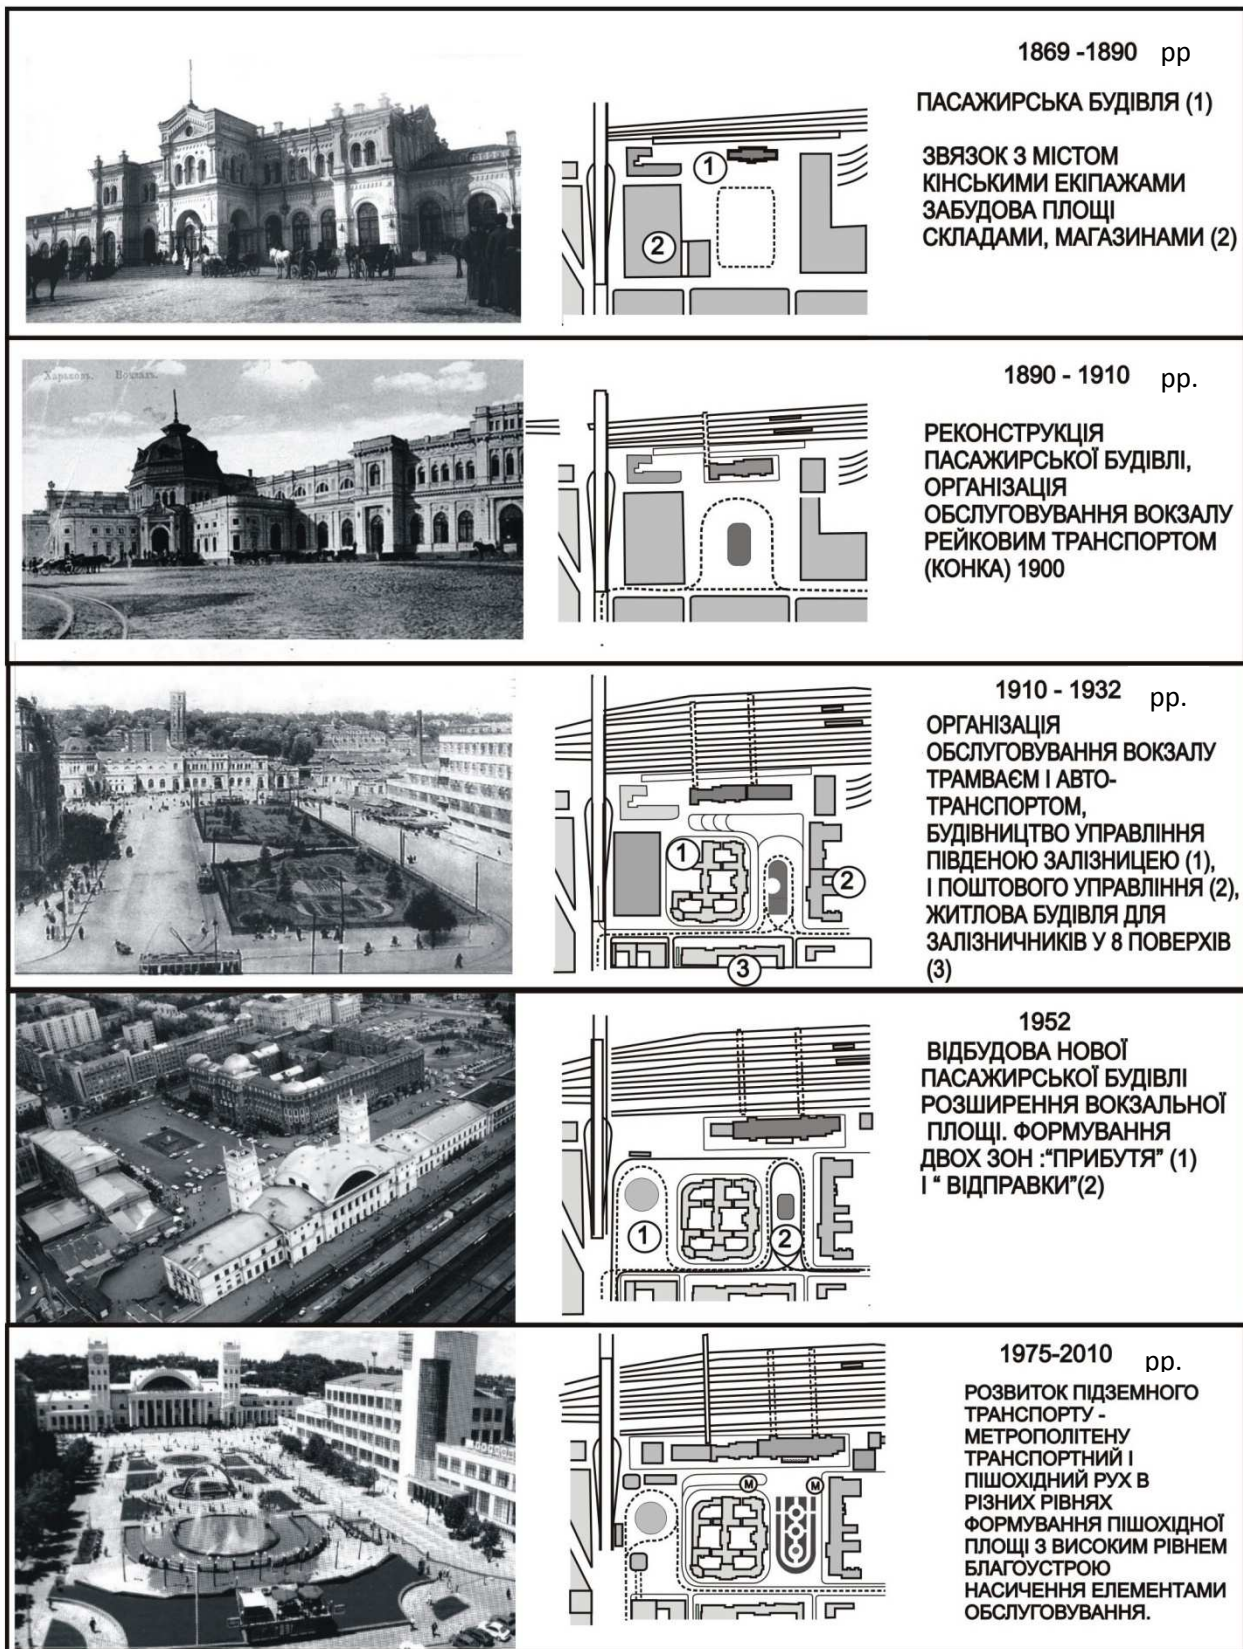 1869 -1890 рр
ПАСАЖИРСЬКА БУДІВЛЯ (1)
ЗВЯЗОК З МІСТОМ
КІНСЬКИМИ ЕКІПАЖАМИ
ЗАБУДОВА ПЛОЩІ
СКЛАДАМИ, МАГАЗИНАМИ (2)
1
2
Харьковъ. Вокзалъ.
1890 - 1910 рр.
РЕКОНСТРУКЦІЯ
ПАСАЖИРСЬКОЇ БУДІВЛІ,
ОРГАНІЗАЦІЯ
ОБСЛУГОВУВАННЯ ВОКЗАЛУ
РЕЙКОВИМ ТРАНСПОРТОМ
(КОНКА) 1900
1910 - 1932 рр.
ОРГАНІЗАЦІЯ
ОБСЛУГОВУВАННЯ ВОКЗАЛУ
ТРАМВАЄМ І АВТО-
ТРАНСПОРТОМ,
БУДІВНИЦТВО УПРАВЛІННЯ
ПІВДЕНОЮ ЗАЛІЗНИЦЕЮ (1),
І ПОШТОВОГО УПРАВЛІННЯ (2),
ЖИТЛОВА БУДІВЛЯ ДЛЯ
ЗАЛІЗНИЧНИКІВ У 8 ПОВЕРХІВ
(3)
1
2
3
1952
ВІДБУДОВА НОВОЇ
ПАСАЖИРСЬКОЇ БУДІВЛІ
РОЗШИРЕННЯ ВОКЗАЛЬНОЇ
ПЛОЩІ. ФОРМУВАННЯ
ДВОХ ЗОН :"ПРИБУТЯ" (1)
І " ВІДПРАВКИ"(2)
1
2
1975-2010 рр.
РОЗВИТОК ПІДЗЕМНОГО
ТРАНСПОРТУ -
МЕТРОПОЛІТЕНУ
ТРАНСПОРТНИЙ І
ПІШОХІДНИЙ РУХ В
РІЗНИХ РІВНЯХ
ФОРМУВАННЯ ПІШОХІДНОЇ
ПЛОЩІ З ВИСОКИМ РІВНЕМ
БЛАГОУСТРОЮ
НАСИЧЕННЯ ЕЛЕМЕНТАМИ
ОБСЛУГОВУВАННЯ.
М
М